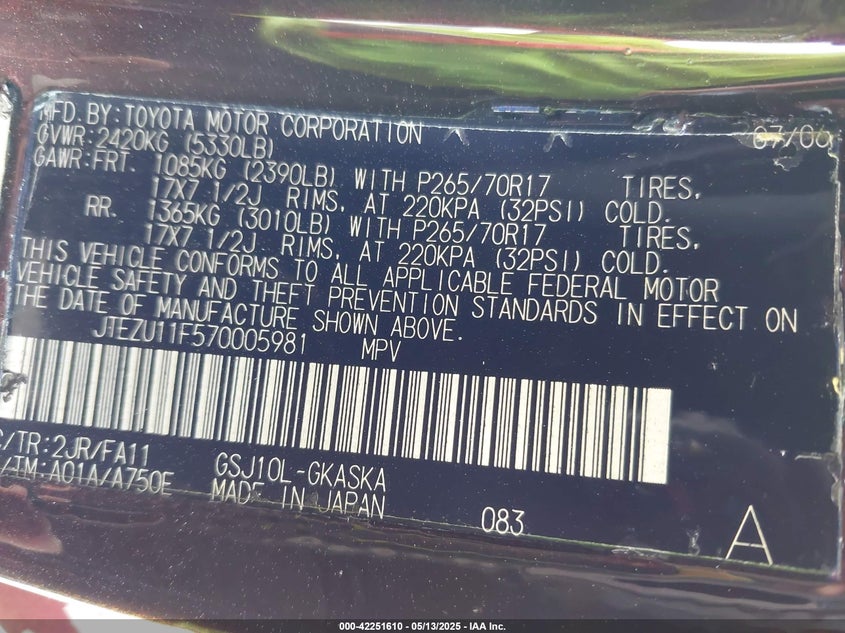 MFD.BY:TOYOTA MOTOR CORPORATION 07/06
GVWR:2420KG (5330LB)
GAWR:FRT. 1085KG (2390LB) WITH P265/70R17 TIRES,
17X7 1/2J RIMS, AT 220KPA (32PSI) COLD.
RR. 1365KG (3010LB) WITH P265/70R17 TIRES,
17X7 1/2J RIMS, AT 220KPA (32PSI) COLD.
THIS VEHICLE CONFORMS TO ALL APPLICABLE FEDERAL MOTOR
VEHICLE SAFETY AND THEFT PREVENTION STANDARDS IN EFFECT ON
THE DATE OF MANUFACTURE SHOWN ABOVE.
JTEZU11F570005981 MPV
C/TR:2JR/FA11 GSJ10L-GKASKA
/TM:A01A/A750E MADE IN JAPAN 083 A
000-42251610 - 05/13/2025 - IAA Inc.